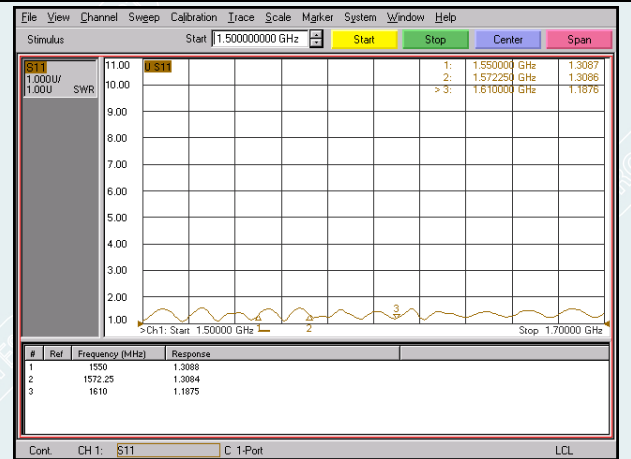 File View Channel Sweep Calibration Trace Scale Marker System Window Help
Stimulus Start 1.500000000 GHz Start Stop Center Span
S11
1.000U/
1.00U SWR
11.00
10.00
9.00
8.00
7.00
6.00
5.00
4.00
3.00
2.00
1.00
U S11
1: 1.550000 GHz 1.3087
2: 1.572250 GHz 1.3086
> 3: 1.610000 GHz 1.1876
3
1 2
>Ch1: Start 1.50000 GHz Stop 1.70000 GHz
# Ref Frequency (MHz) Response
1 1550 1.3088
2 1572.25 1.3084
3 1610 1.1875
Cont. CH 1: S11 C 1-Port LCL